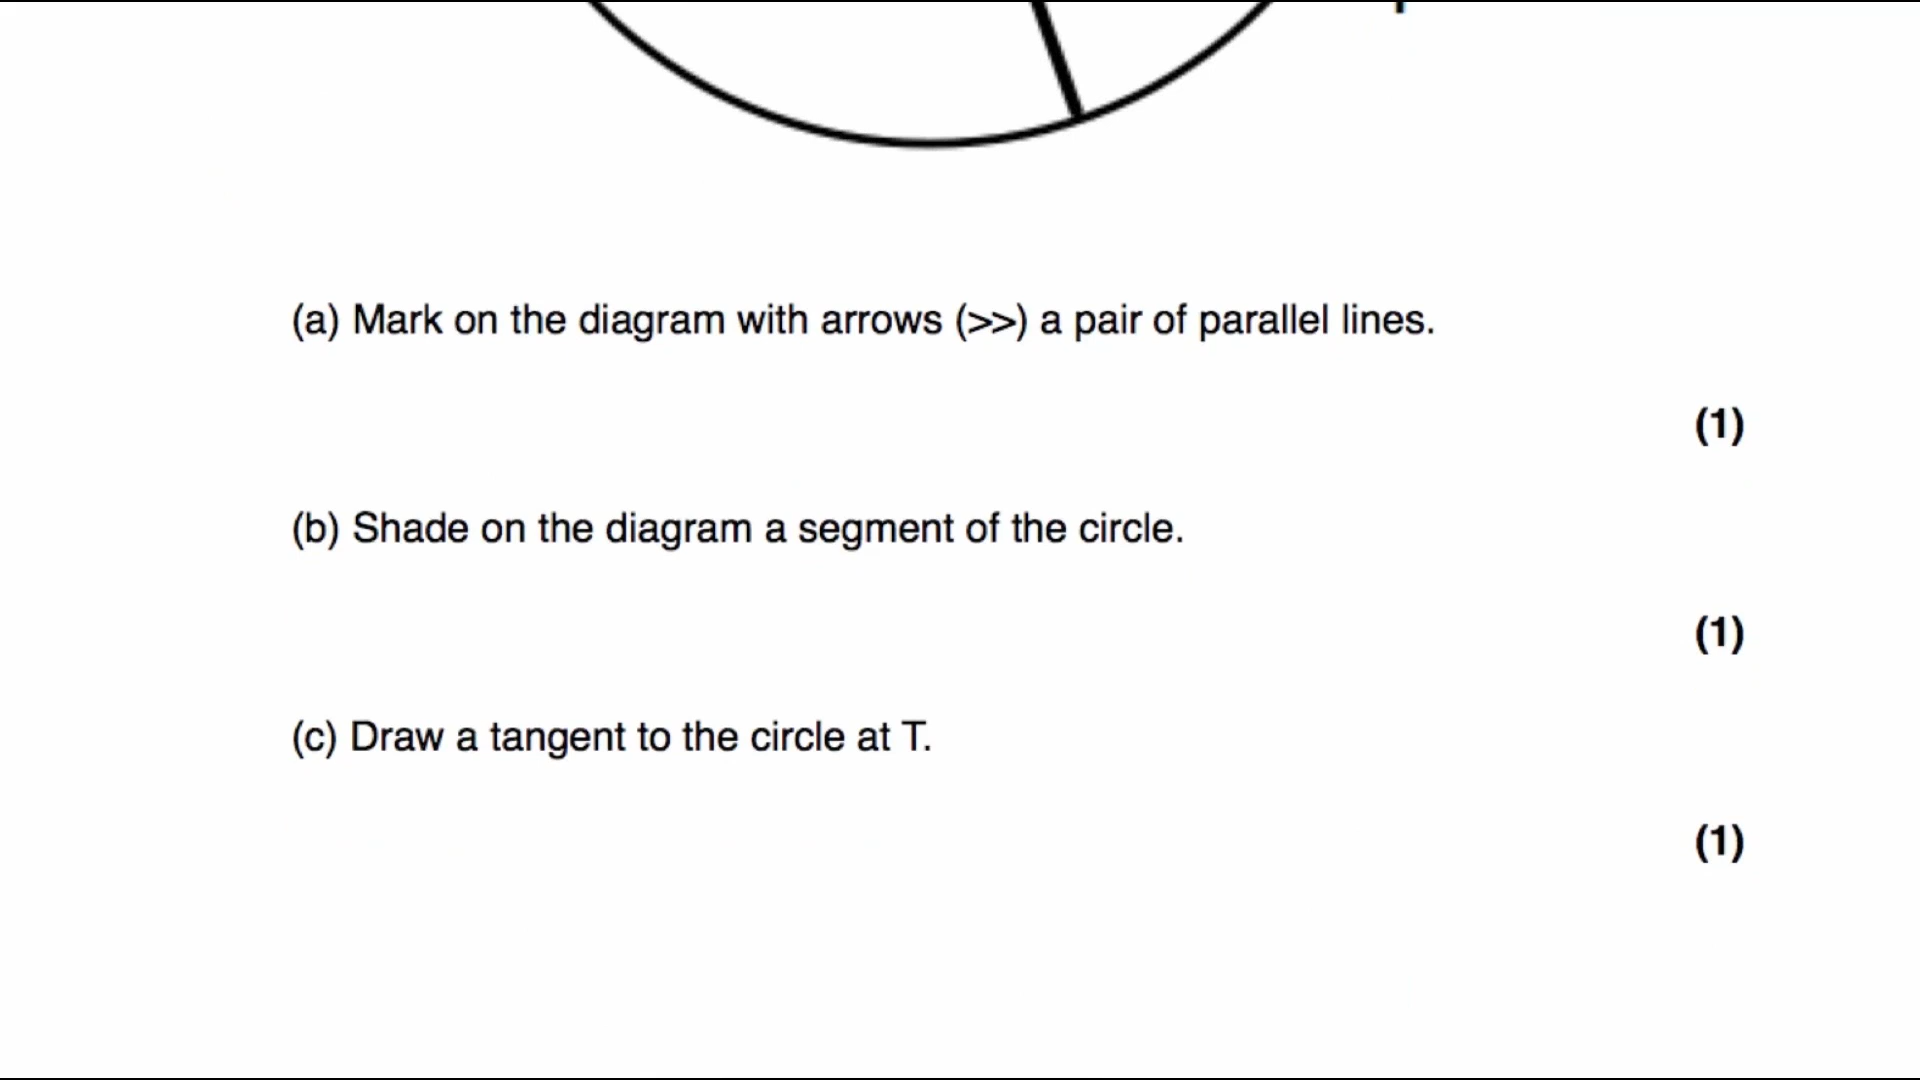 (a) Mark on the diagram with arrows (>>) a pair of parallel lines.
(1)
(b) Shade on the diagram a segment of the circle.
(1)
(c) Draw a tangent to the circle at T.
(1)